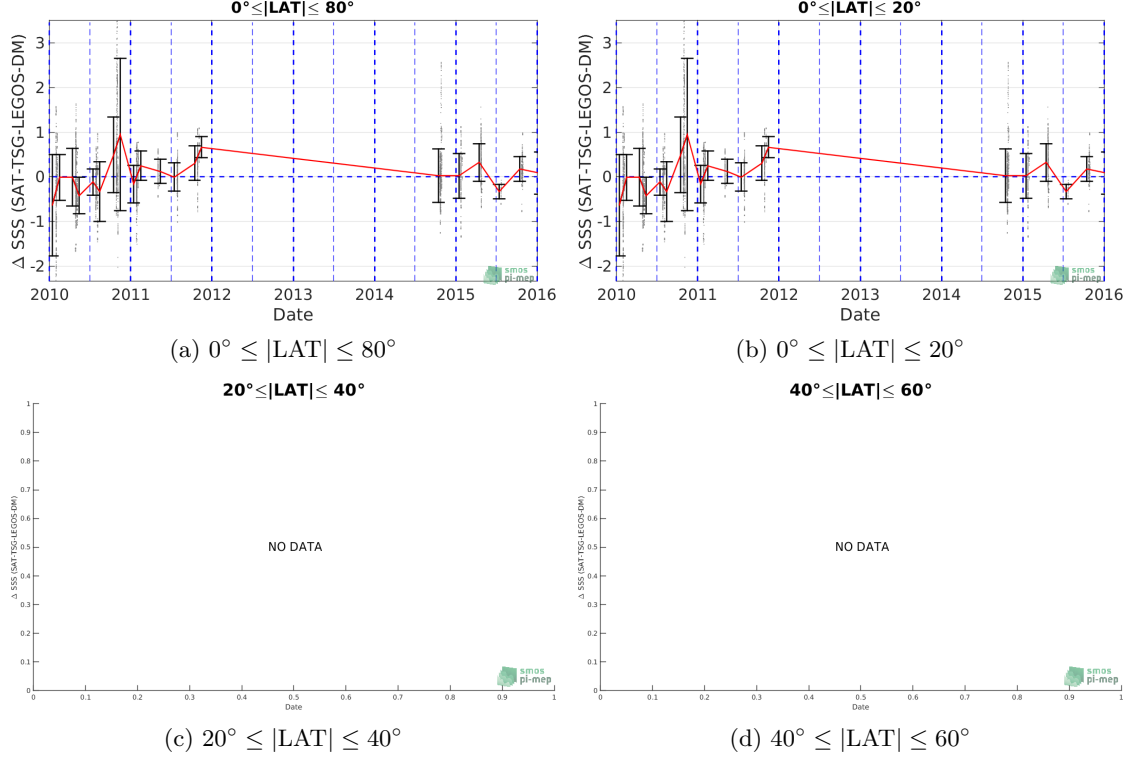 0°≤|LAT|≤ 80°
Δ SSS (SAT-TSG-LEGOS-DM)
3
2
1
0
-1
-2
2010 2011 2012 2013 2014 2015 2016
Date
smos
pi-mep
(a) 0° ≤ |LAT| ≤ 80°
0°≤|LAT|≤ 20°
Δ SSS (SAT-TSG-LEGOS-DM)
3
2
1
0
-1
-2
2010 2011 2012 2013 2014 2015 2016
Date
smos
pi-mep
(b) 0° ≤ |LAT| ≤ 20°
20°≤|LAT|≤ 40°
Δ SSS (SAT-TSG-LEGOS-DM)
1
0.9
0.8
0.7
0.6
0.5
0.4
0.3
0.2
0.1
0
NO DATA
0 0.1 0.2 0.3 0.4 0.5 0.6 0.7 0.8 0.9 1
Date
smos
pi-mep
(c) 20° ≤ |LAT| ≤ 40°
40°≤|LAT|≤ 60°
Δ SSS (SAT-TSG-LEGOS-DM)
1
0.9
0.8
0.7
0.6
0.5
0.4
0.3
0.2
0.1
0
NO DATA
0 0.1 0.2 0.3 0.4 0.5 0.6 0.7 0.8 0.9 1
Date
smos
pi-mep
(d) 40° ≤ |LAT| ≤ 60°